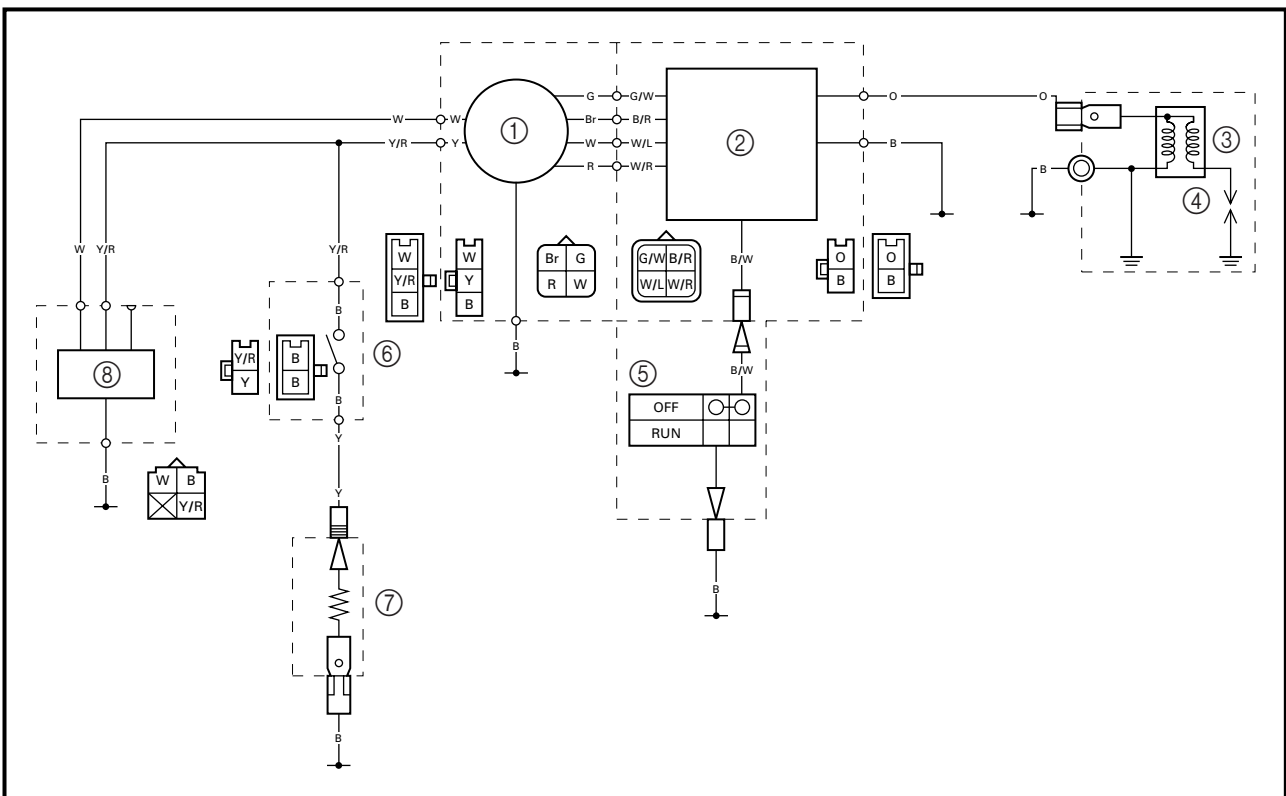 G G/W O O
W W Br B/R
Y/R Y W W/L B
R W/R B
① ② ③
④
W Y/R Y/R
W W Br G G/W B/R B/W O O
Y/R Y R W W/L W/R B B
B B
B
B
⑧ ⑥ B/W
Y/R B ⑤
Y B OFF
B RUN
Y
B
W B
Y/R
Y
⑦
B
B